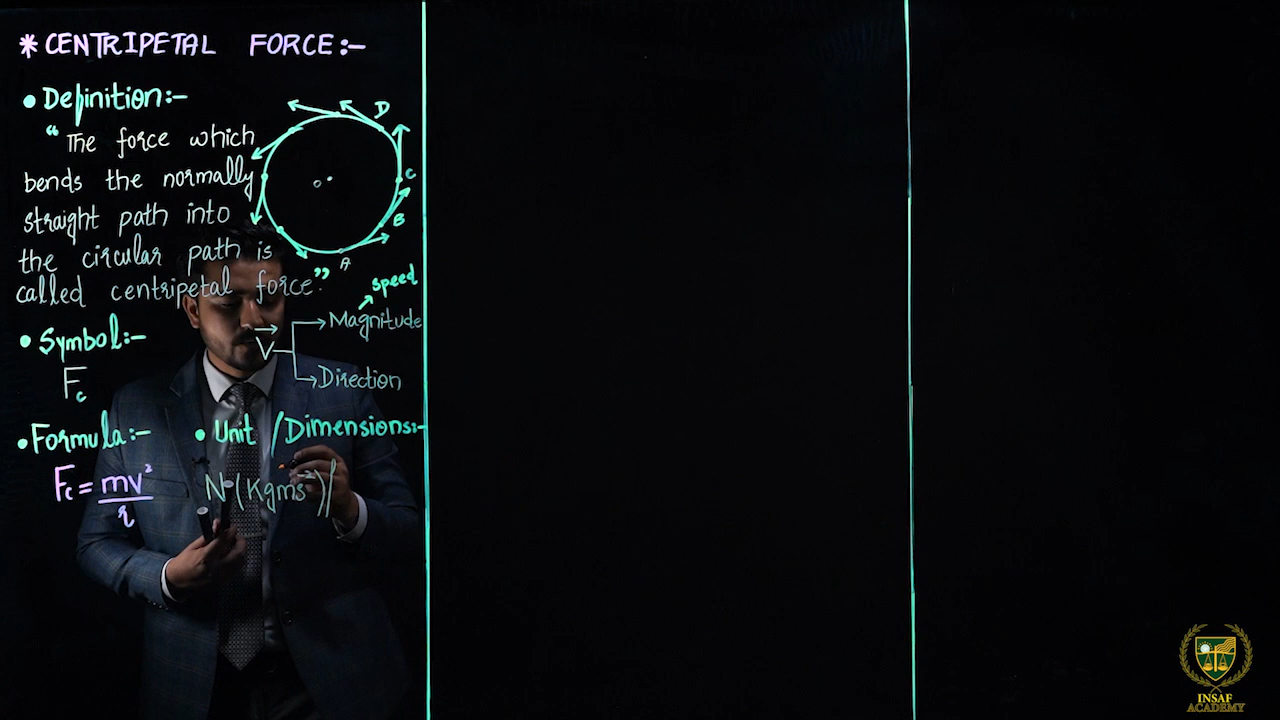 * CENTRIPETAL FORCE:-
• Definition:-
“The force which
bends the normally
straight path into
the circular path is
called centripetal force.”
D
C
B
A
o
speed
V
Magnitude
Direction
• Symbol:-
Fc
• Formula:-
Fc = mv²
r
• Unit / Dimensions:-
N (Kgms⁻²) /
INSAF
ACADEMY